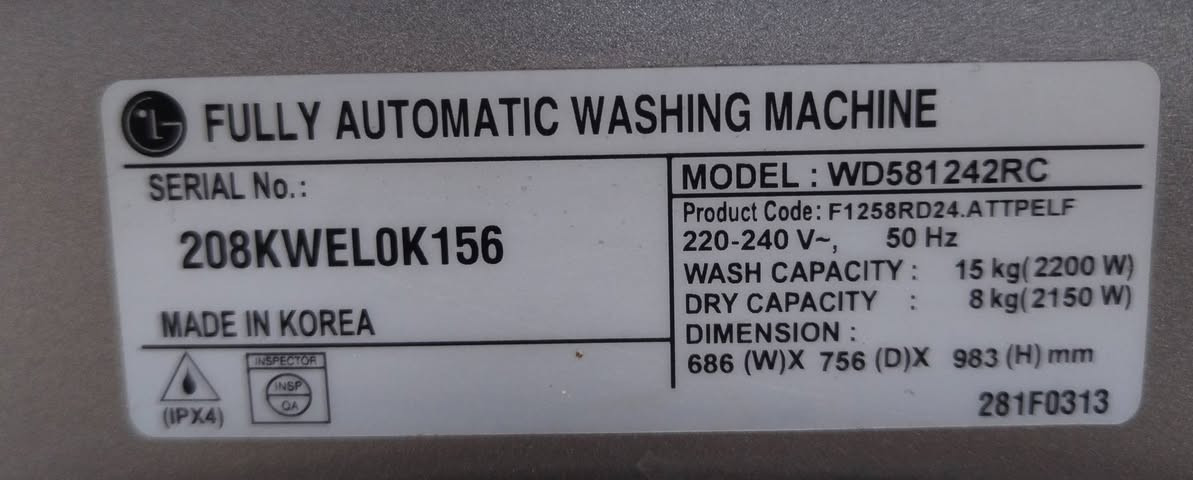 LG FULLY AUTOMATIC WASHING MACHINE
SERIAL No.:
208KWEL0K156
MADE IN KOREA
(IPX4)
INSPECTOR
INSP
QA
MODEL : WD581242RC
Product Code: F1258RD24.ATTPELF
220-240 V~, 50 Hz
WASH CAPACITY : 15 kg(2200 W)
DRY CAPACITY : 8 kg(2150 W)
DIMENSION :
686 (W)X 756 (D)X 983 (H) mm
281F0313